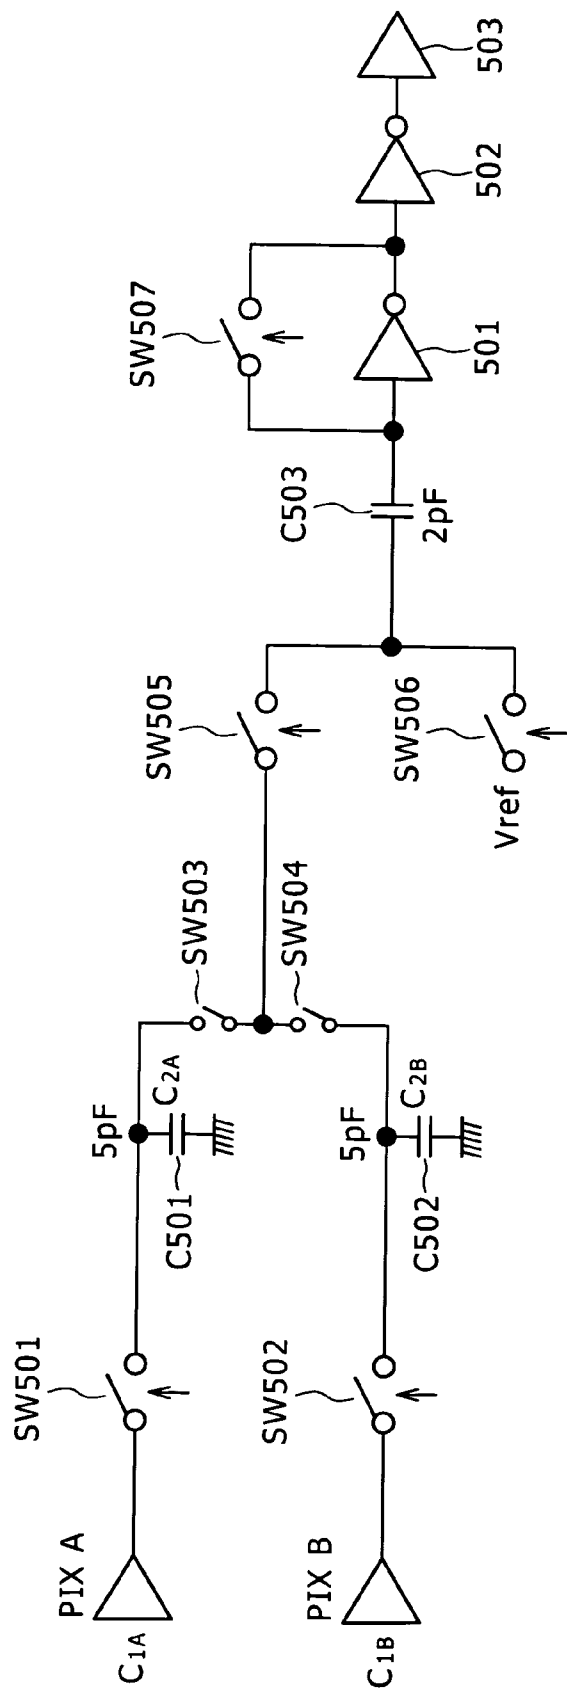 PIX A
C1A
SW501
5pF
C2A
C501
SW503
PIX B
C1B
SW502
5pF
C2B
C502
SW504
SW505
SW506
Vref
C503
2pF
SW507
501
502
503